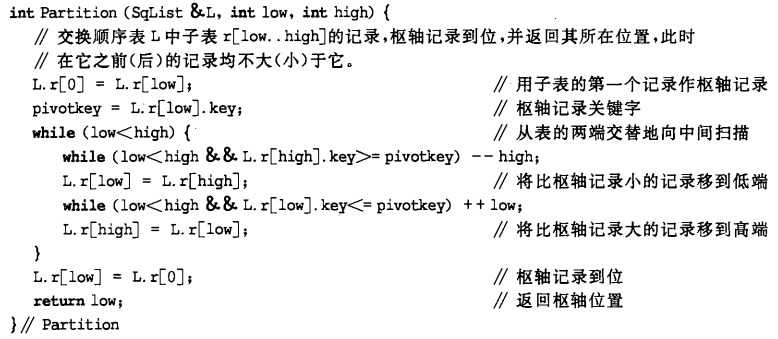 int Partition (SqList &L, int low, int high) {
// 交换顺序表 L 中子表 r[low..high]的记录,枢轴记录到位,并返回其所在位置,此时
// 在它之前(后)的记录均不大(小)于它。
L.r[0] = L.r[low]; // 用子表的第一个记录作枢轴记录
pivotkey = L.r[low].key; // 枢轴记录关键字
while (low<high) { // 从表的两端交替地向中间扫描
while (low<high && L.r[high].key>= pivotkey) -- high;
L.r[low] = L.r[high]; // 将比枢轴记录小的记录移到低端
while (low<high && L.r[low].key<= pivotkey) ++ low;
L.r[high] = L.r[low]; // 将比枢轴记录大的记录移到高端
}
L.r[low] = L.r[0]; // 枢轴记录到位
return low; // 返回枢轴位置
} // Partition